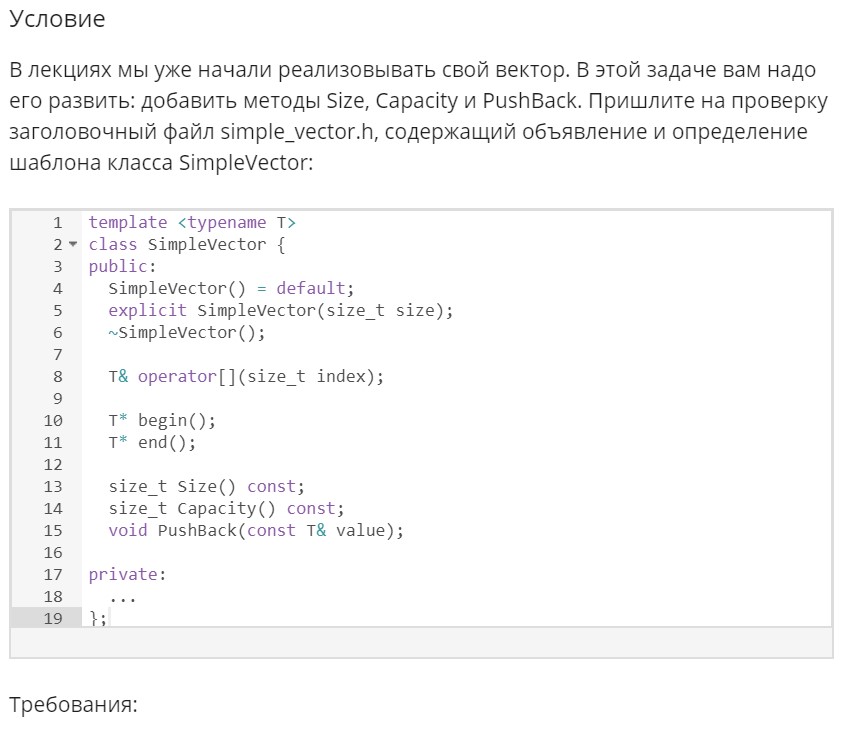 Условие
В лекциях мы уже начали реализовывать свой вектор. В этой задаче вам надо
его развить: добавить методы Size, Capacity и PushBack. Пришлите на проверку
заголовочный файл simple_vector.h, содержащий объявление и определение
шаблона класса SimpleVector:
1 template <typename T>
2 class SimpleVector {
3 public:
4   SimpleVector() = default;
5   explicit SimpleVector(size_t size);
6   ~SimpleVector();
7
8   T& operator[](size_t index);
9
10   T* begin();
11   T* end();
12
13   size_t Size() const;
14   size_t Capacity() const;
15   void PushBack(const T& value);
16
17 private:
18   ...
19 };
Требования: